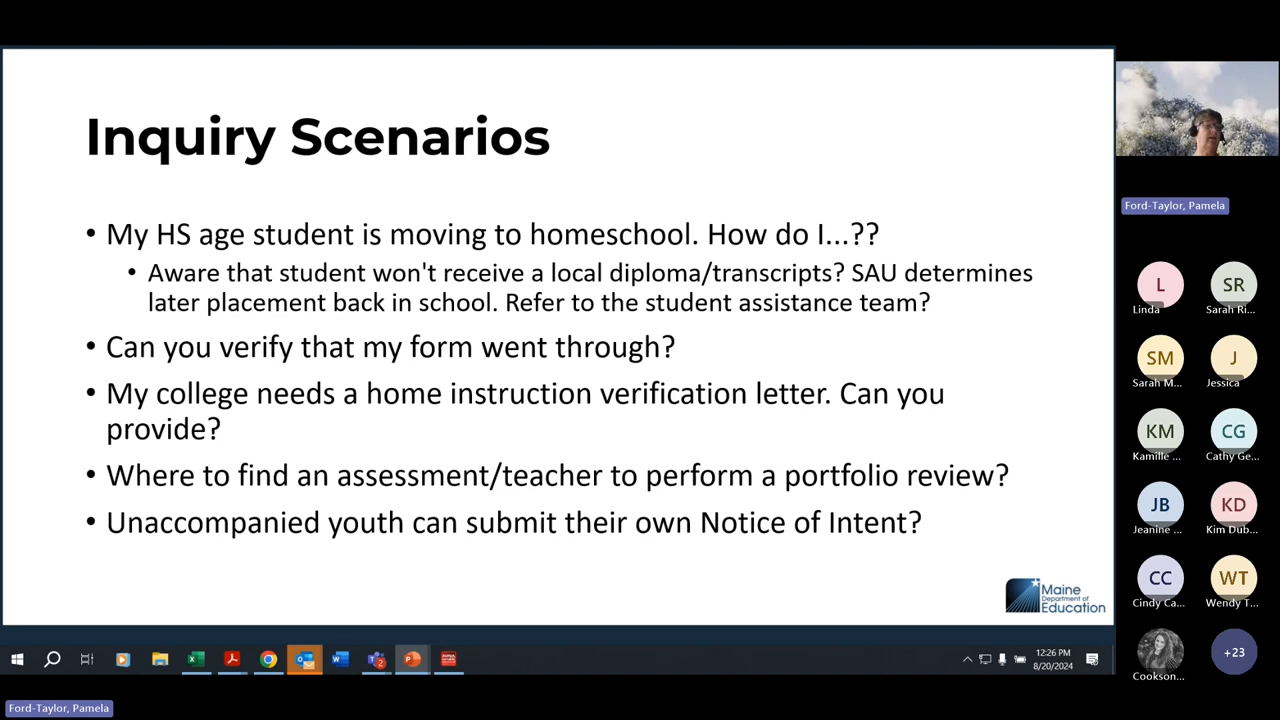 Inquiry Scenarios
• My HS age student is moving to homeschool. How do I...??
• Aware that student won't receive a local diploma/transcripts? SAU determines
later placement back in school. Refer to the student assistance team?
• Can you verify that my form went through?
• My college needs a home instruction verification letter. Can you
provide?
• Where to find an assessment/teacher to perform a portfolio review?
• Unaccompanied youth can submit their own Notice of Intent?
Maine
Department of
Education
12:26 PM
8/20/2024
Ford-Taylor, Pamela
Ford-Taylor, Pamela
L
Linda
SR
Sarah Ri...
SM
Sarah M...
J
Jessica
KM
Kamille ...
CG
Cathy Ge...
JB
Jeanine ...
KD
Kim Dub...
CC
Cindy Ca...
WT
Wendy T...
Cookson...
+23